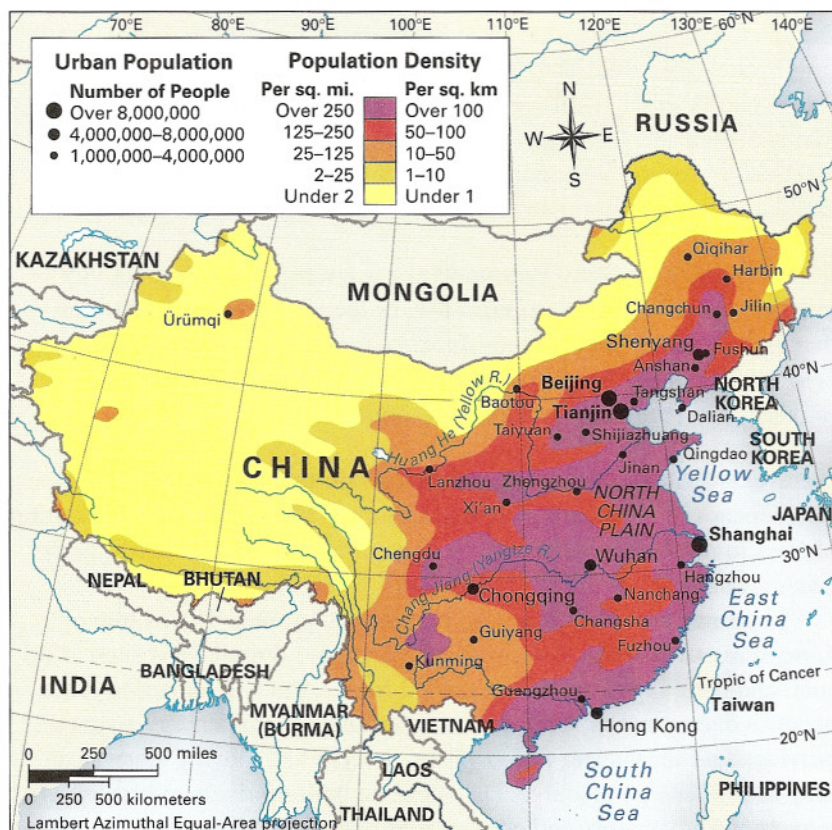 70°E 80°E 90°E 100°E 110°E 120°E 130°E 60°N 140°E
Urban Population
Number of People
Over 8,000,000
4,000,000–8,000,000
1,000,000–4,000,000
Population Density
Per sq. mi. Per sq. km
Over 250 Over 100
125–250 50–100
25–125 10–50
2–25 1–10
Under 2 Under 1
N
W E
S
RUSSIA
50°N
KAZAKHSTAN
MONGOLIA
Qiqihar
Harbin
Ürümqi
Changchun
Jilin
Shenyang
Fushun
Anshan
40°N
Beijing
Tangshan
NORTH
KOREA
Baotou
Tianjin
Dalian
Huang He (Yellow R.)
Taiyuan
Shijiazhuang
SOUTH
KOREA
CHINA
Lanzhou
Jinan
Qingdao
Yellow
Sea
Zhengzhou
Xi'an
NORTH
CHINA
PLAIN
JAPAN
Shanghai
30°N
Chengdu
Chang Jiang (Yangtze R.)
Wuhan
Hangzhou
NEPAL
BHUTAN
Chongqing
Nanchang
East
China
Sea
Changsha
Guiyang
Fuzhou
BANGLADESH
Kunming
Tropic of Cancer
INDIA
Guangzhou
Taiwan
MYANMAR
(BURMA)
VIETNAM
Hong Kong
20°N
0 250 500 miles
0 250 500 kilometers
LAOS
South
China
Sea
PHILIPPINES
THAILAND
Lambert Azimuthal Equal-Area projection